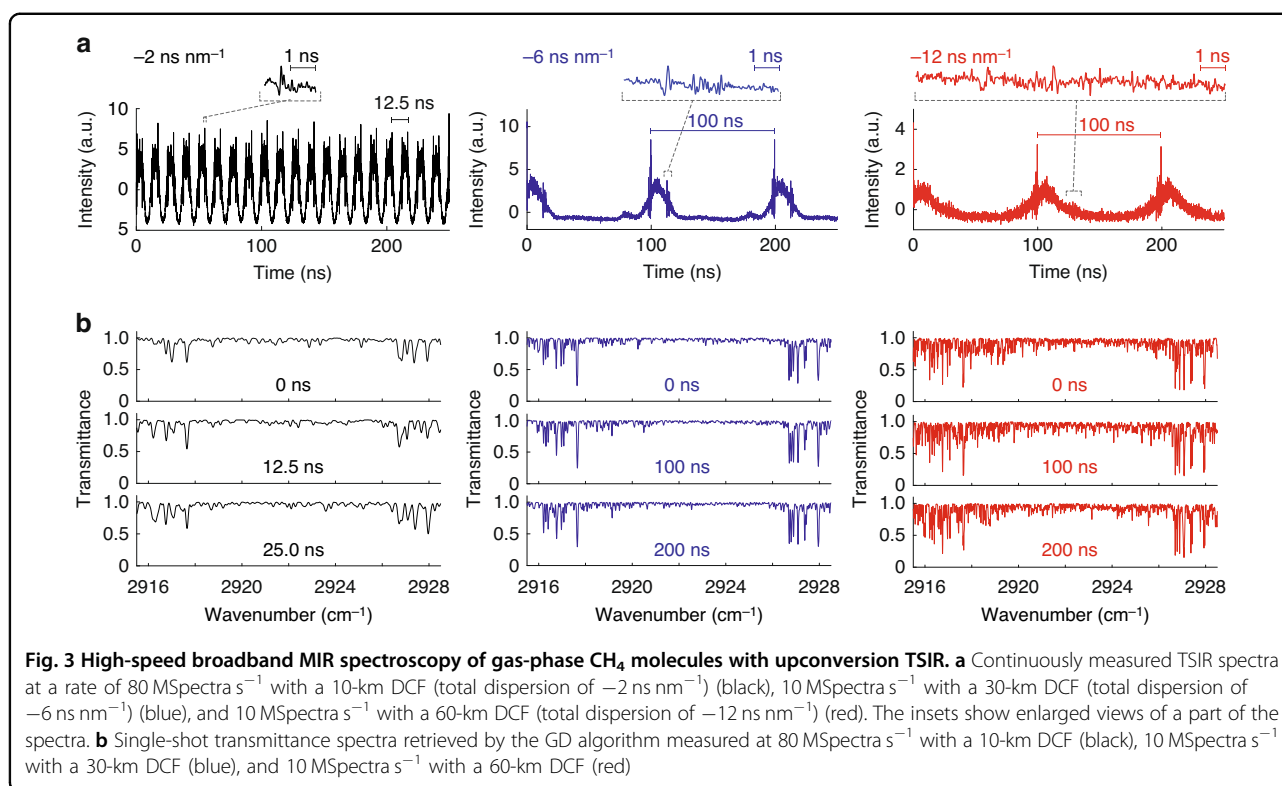 a
−2 ns nm⁻¹
1 ns
12.5 ns
Intensity (a.u.)
10
5
0
5
0
100
200
Time (ns)
−6 ns nm⁻¹
1 ns
100 ns
Intensity (a.u.)
10
5
0
0
100
200
Time (ns)
−12 ns nm⁻¹
1 ns
100 ns
Intensity (a.u.)
4
2
0
0
100
200
Time (ns)
b
Transmittance
1.0
0.5
0
0 ns
1.0
0.5
0
12.5 ns
1.0
0.5
0
25.0 ns
2916
2920
2924
2928
Wavenumber (cm⁻¹)
Transmittance
1.0
0.5
0
0 ns
1.0
0.5
0
100 ns
1.0
0.5
0
200 ns
2916
2920
2924
2928
Wavenumber (cm⁻¹)
Transmittance
1.0
0.5
0
0 ns
1.0
0.5
0
100 ns
1.0
0.5
0
200 ns
2916
2920
2924
2928
Wavenumber (cm⁻¹)
Fig. 3 High-speed broadband MIR spectroscopy of gas-phase CH₄ molecules with upconversion TSIR. a Continuously measured TSIR spectra
at a rate of 80 MSpectra s⁻¹ with a 10-km DCF (total dispersion of −2 ns nm⁻¹) (black), 10 MSpectra s⁻¹ with a 30-km DCF (total dispersion of
−6 ns nm⁻¹) (blue), and 10 MSpectra s⁻¹ with a 60-km DCF (total dispersion of −12 ns nm⁻¹) (red). The insets show enlarged views of a part of the
spectra. b Single-shot transmittance spectra retrieved by the GD algorithm measured at 80 MSpectra s⁻¹ with a 10-km DCF (black), 10 MSpectra s⁻¹
with a 30-km DCF (blue), and 10 MSpectra s⁻¹ with a 60-km DCF (red)